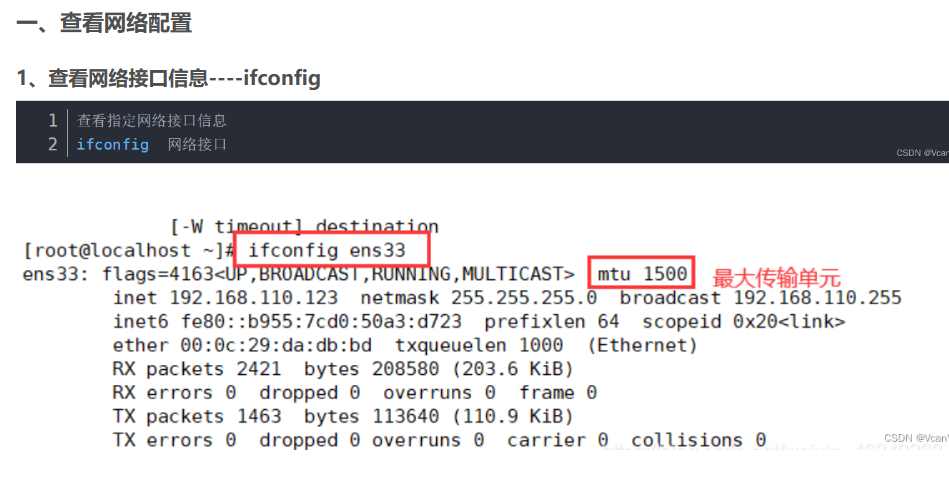 一、查看网络配置
1、查看网络接口信息----ifconfig
1 查看指定网络接口信息
2 ifconfig 网络接口
CSDN @Vcan
[-W timeout] destination
[root@localhost ~]# ifconfig ens33
ens33: flags=4163<UP,BROADCAST,RUNNING,MULTICAST> mtu 1500 最大传输单元
inet 192.168.110.123 netmask 255.255.255.0 broadcast 192.168.110.255
inet6 fe80::b955:7cd0:50a3:d723 prefixlen 64 scopeid 0x20<link>
ether 00:0c:29:da:db:bd txqueuelen 1000 (Ethernet)
RX packets 2421 bytes 208580 (203.6 KiB)
RX errors 0 dropped 0 overruns 0 frame 0
TX packets 1463 bytes 113640 (110.9 KiB)
TX errors 0 dropped 0 overruns 0 carrier 0 collisions 0
CSDN @Vcan